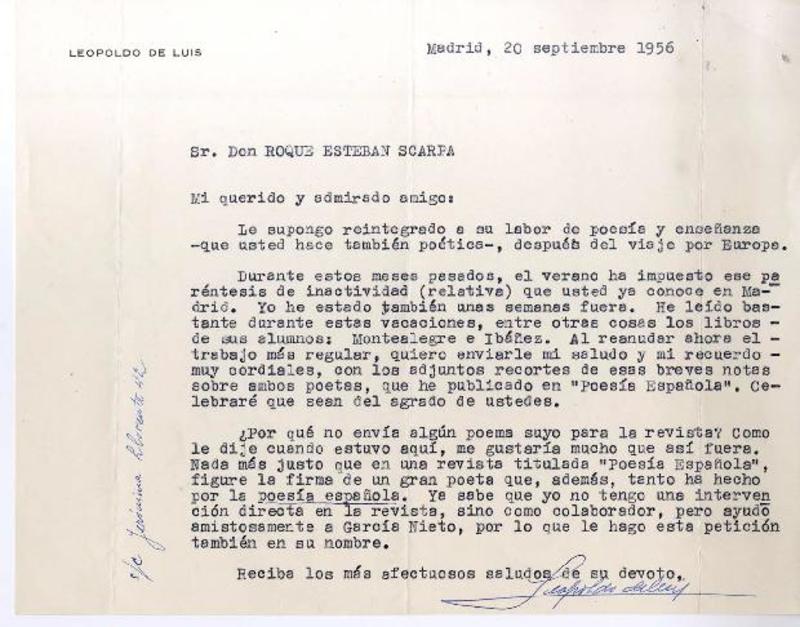 LEOPOLDO DE LUIS
Madrid, 20 septiembre 1956
Sr. Don ROQUE ESTEBAN SCARPA
Mi querido y admirado amigo:
Le supongo reintegrado a su labor de poesía y enseñanza
-que usted hace también poética-, después del viaje por Europa.
Durante estos meses pasados, el verano ha impuesto ese pa
réntesis de inactividad (relativa) que usted ya conoce en Ma-
drid. Yo he estado también unas semanas fuera. He leído bas-
tante durante estas vacaciones, entre otras cosas los libros -
de sus alumnos: Montealegre e Ibáñez. Al reanudar ahora el -
trabajo más regular, quiero enviarle mi saludo y mi recuerdo -
muy cordiales, con los adjuntos recortes de esas breves notas
sobre ambos poetas, que he publicado en "Poesía Española". Ce-
lebraré que sean del agrado de ustedes.
¿Por qué no envía algún poema suyo para la revista? Como
le dije cuando estuvo aquí, me gustaría mucho que así fuera.
Nada más justo que en una revista titulada "Poesía Española",
figure la firma de un gran poeta que, además, tanto ha hecho
por la poesía española. Ya sabe que yo no tengo una interven
ción directa en la revista, sino como colaborador, pero ayudo
amistosamente a García Nieto, por lo que le hago esta petición
también en su nombre.
Reciba los más afectuosos saludos de su devoto,
Leopoldo de Luis
s/c Jerónima Llorente 42